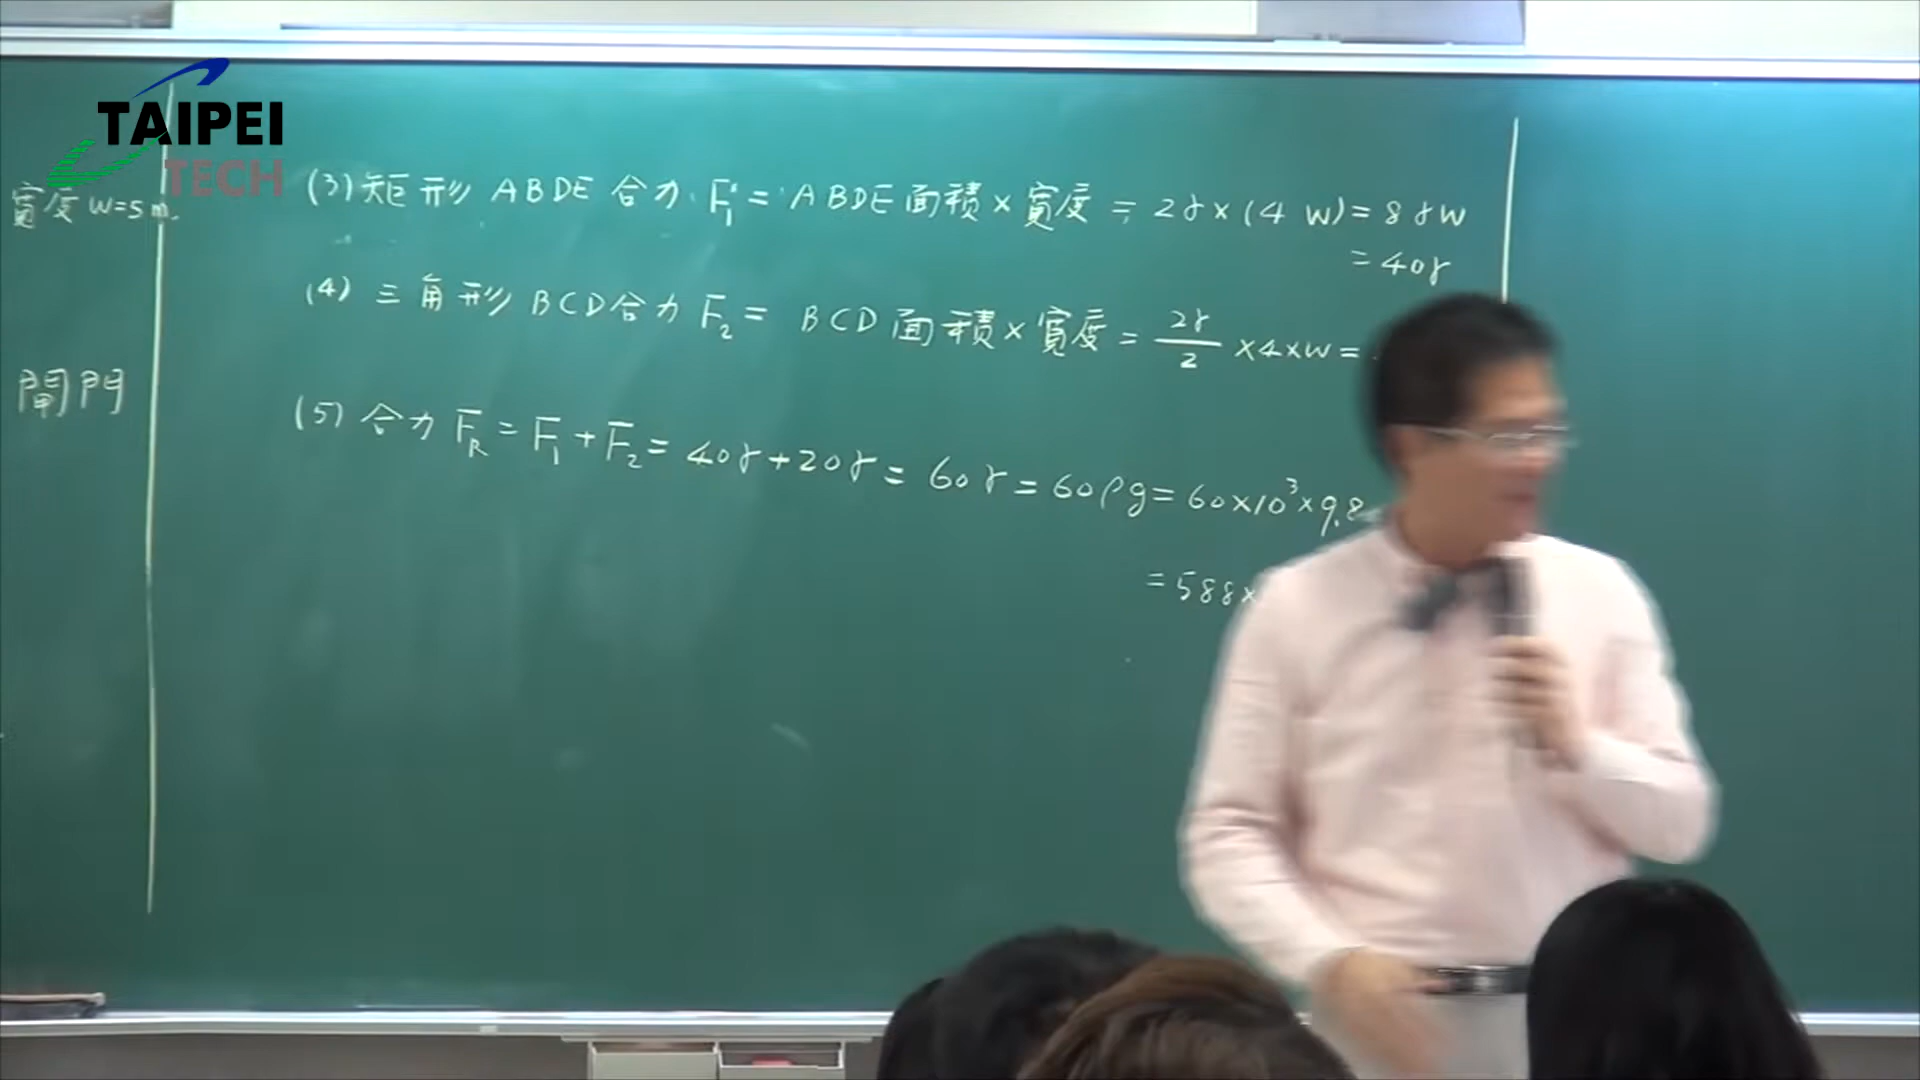 TAIPEI
TECH
寬度 W=5m.
閘門
(3) 矩形 ABDE 合力 F₁ = ABDE 面積 × 寬度 = 2γ × (4 W) = 8γW
= 40γ
(4) 三角形 BCD 合力 F₂ = BCD 面積 × 寬度 = 2γ/2 × 4 × W =
(5) 合力 F_R = F₁ + F₂ = 40γ + 20γ = 60γ = 60ρg = 60×10³×9.8
= 588×